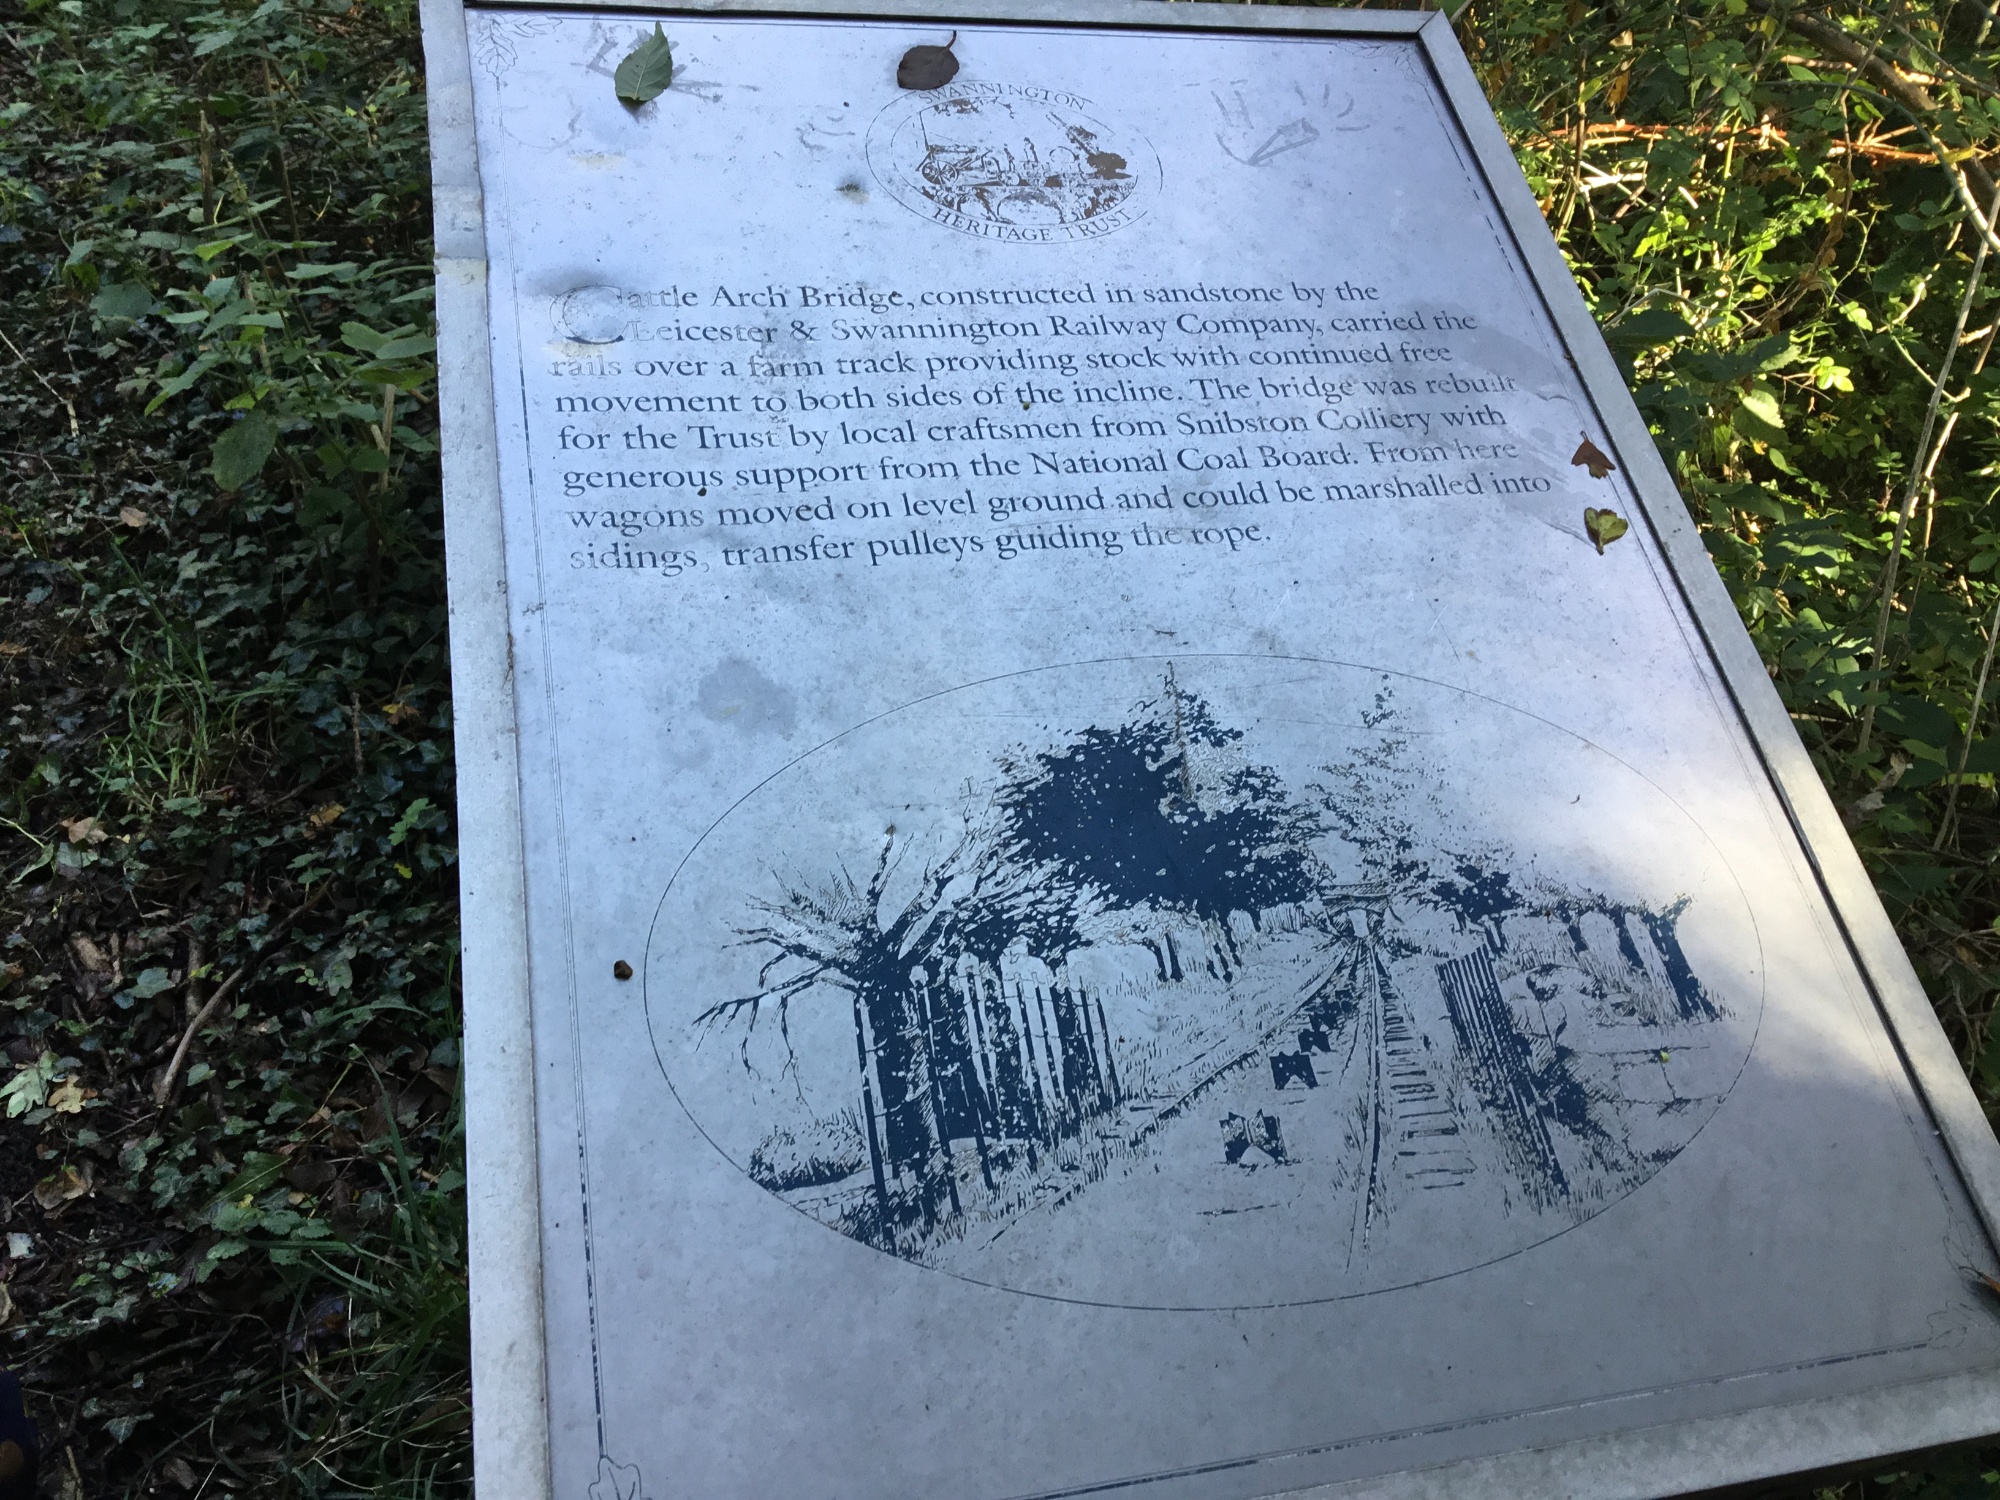 SWANNINGTON
HERITAGE TRUST
Cattle Arch Bridge, constructed in sandstone by the
Leicester & Swannington Railway Company, carried the
rails over a farm track providing stock with continued free
movement to both sides of the incline. The bridge was rebuilt
for the Trust by local craftsmen from Snibston Colliery with
generous support from the National Coal Board. From here
wagons moved on level ground and could be marshalled into
sidings, transfer pulleys guiding the rope.